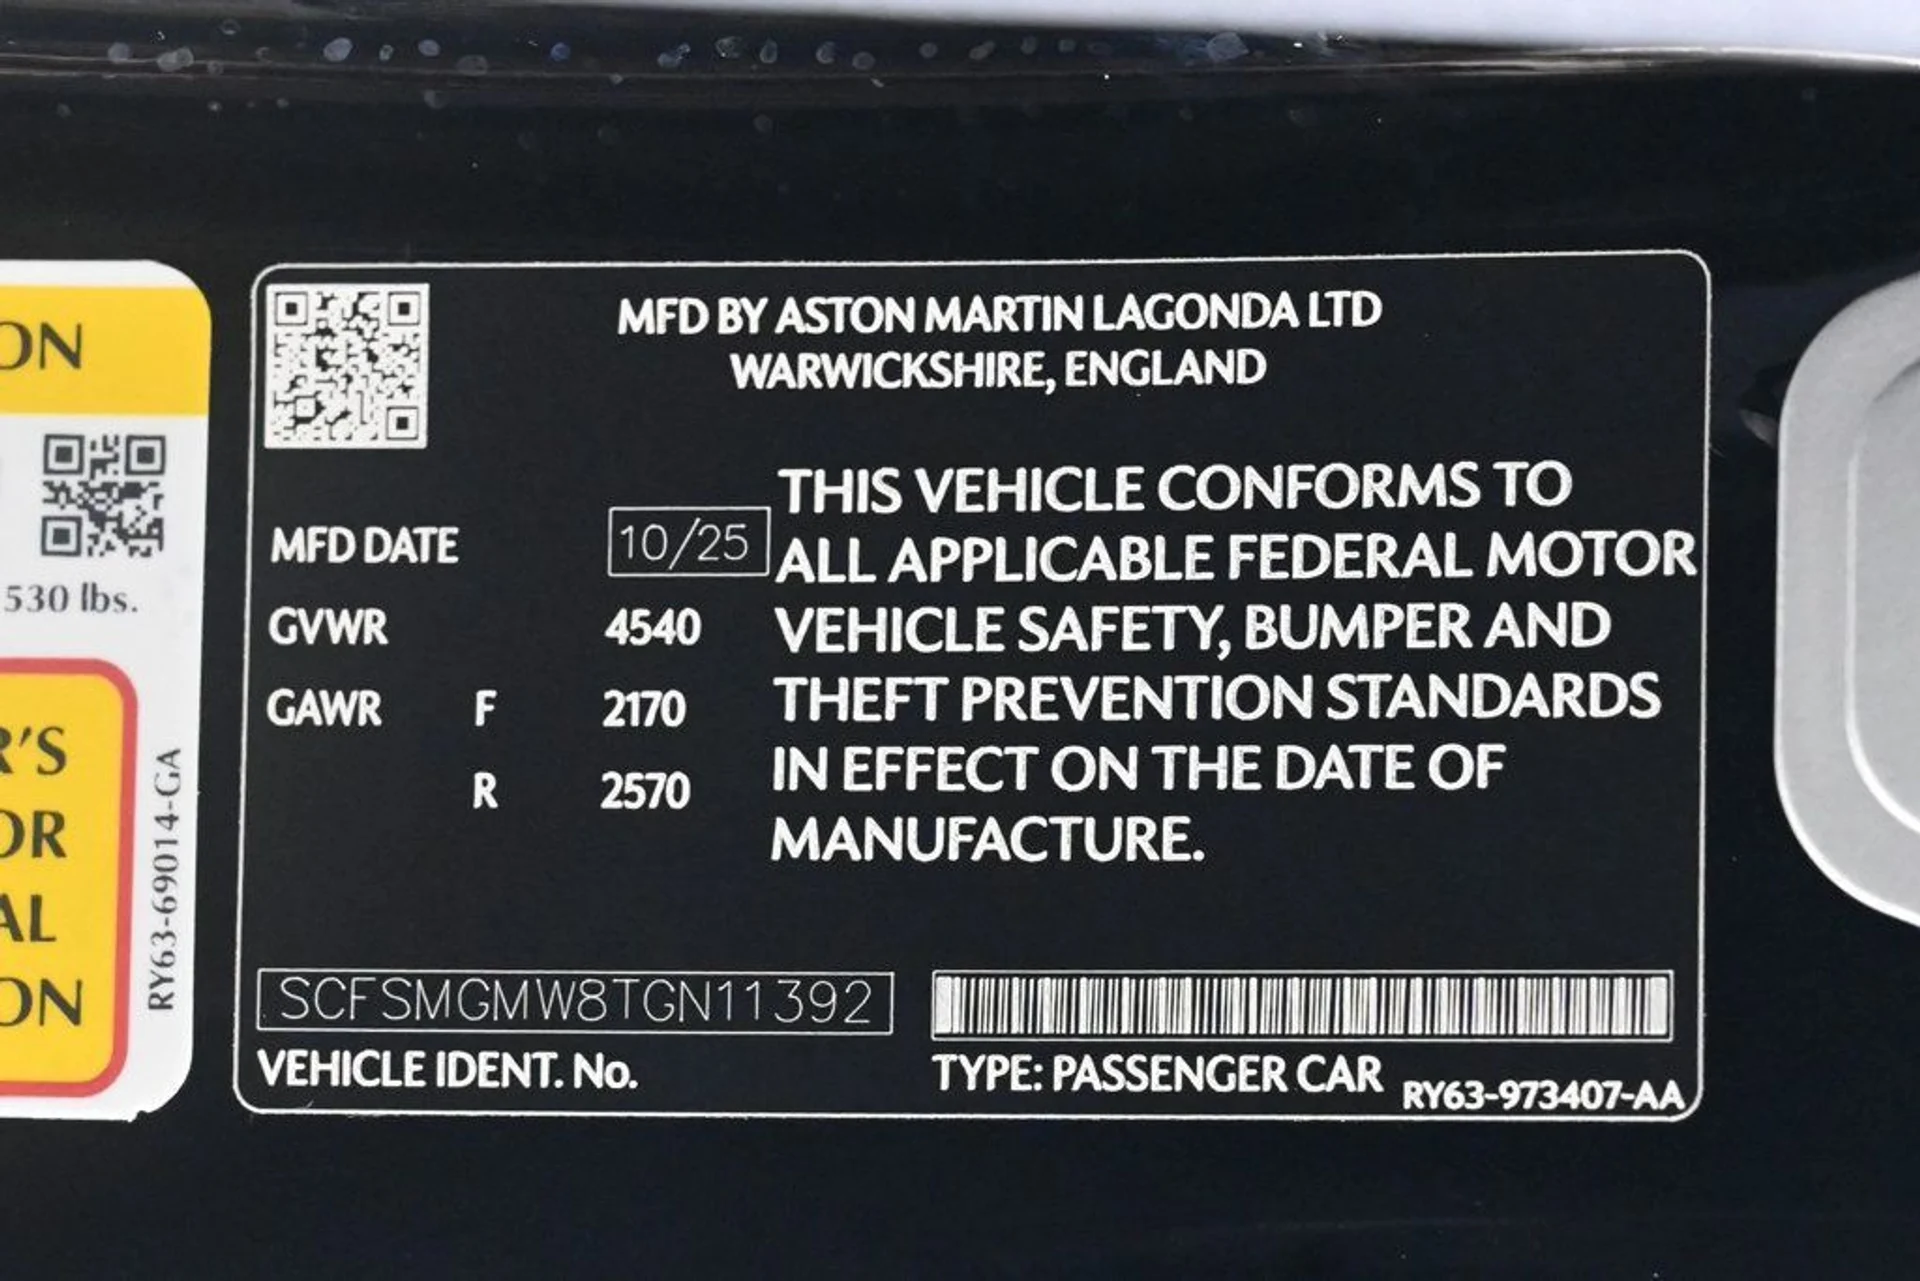 ON
530 lbs.
R'S
OR
AL
ON
RY63-69014-GA
MFD BY ASTON MARTIN LAGONDA LTD
WARWICKSHIRE, ENGLAND
MFD DATE 10/25
GVWR 4540
GAWR F 2170
R 2570
THIS VEHICLE CONFORMS TO
ALL APPLICABLE FEDERAL MOTOR
VEHICLE SAFETY, BUMPER AND
THEFT PREVENTION STANDARDS
IN EFFECT ON THE DATE OF
MANUFACTURE.
SCFSMGMW8TGN11392
VEHICLE IDENT. No.
TYPE: PASSENGER CAR
RY63-973407-AA